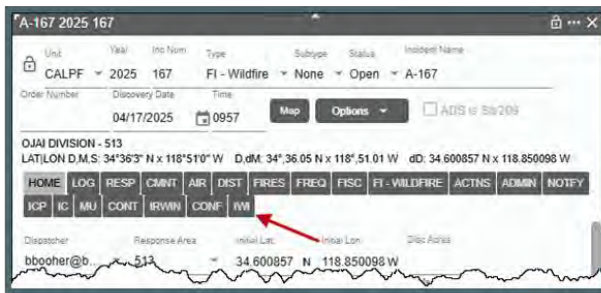 A-167 2025 167
Unit Year Inc Num Type Subtype Status Incident Name
CALPF 2025 167 FI - Wildfire None Open A-167
Order Number Discovery Date Time
04/17/2025 0957 Map Options ADS is Sit/209
OJAI DIVISION - 513
LAT|LON D,M,S: 34°36'3" N x 118°51'0" W D,dM: 34°,36.05 N x 118°,51.01 W dD: 34.600857 N x 118.850098 W
HOME LOG RESP CMNT AIR DIST FIRES FREQ FISC FI - WILDFIRE ACTNS ADMIN NOTFY
ICP IC MU CONT IRWIN CONF IWI
Dispatcher Response Area Initial Lat. Initial Lon. Disc Acres
bbooher@b... 513 34.600857 N 118.850098 W